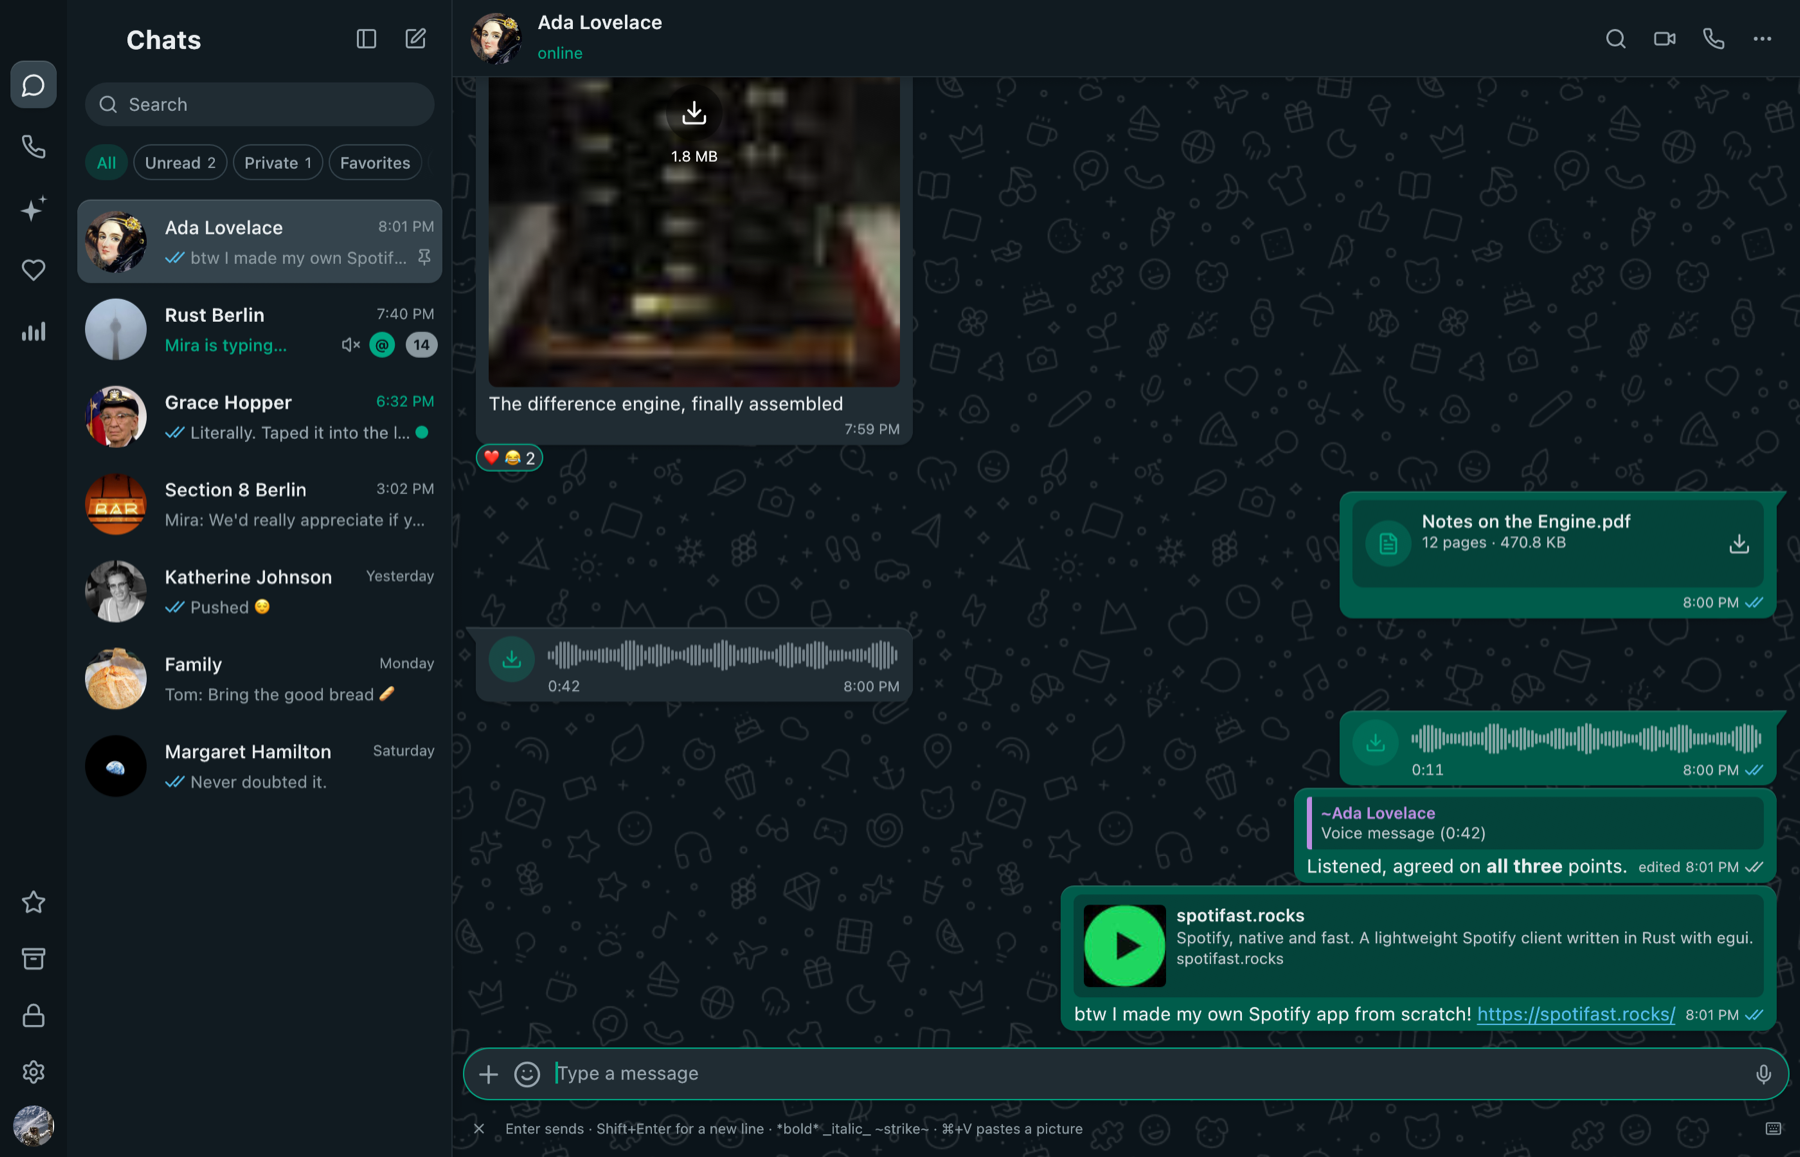 Chats
Search
All
Unread 2
Private 1
Favorites
Ada Lovelace
8:01 PM
btw I made my own Spotif...
Rust Berlin
7:40 PM
Mira is typing...
@
14
Grace Hopper
6:32 PM
Literally. Taped it into the l...
Section 8 Berlin
3:02 PM
Mira: We'd really appreciate if y...
BAR
Katherine Johnson
Yesterday
Pushed 😌
Family
Monday
Tom: Bring the good bread 🥖
Margaret Hamilton
Saturday
Never doubted it.
Ada Lovelace
online
1.8 MB
The difference engine, finally assembled
7:59 PM
❤️ 😂 2
Notes on the Engine.pdf
12 pages · 470.8 KB
8:00 PM
0:42
8:00 PM
0:11
8:00 PM
~Ada Lovelace
Voice message (0:42)
Listened, agreed on all three points. edited 8:01 PM
spotifast.rocks
Spotify, native and fast. A lightweight Spotify client written in Rust with egui.
spotifast.rocks
btw I made my own Spotify app from scratch! https://spotifast.rocks/ 8:01 PM
Type a message
Enter sends · Shift+Enter for a new line · *bold* _italic_ ~strike~ · ⌘+V pastes a picture